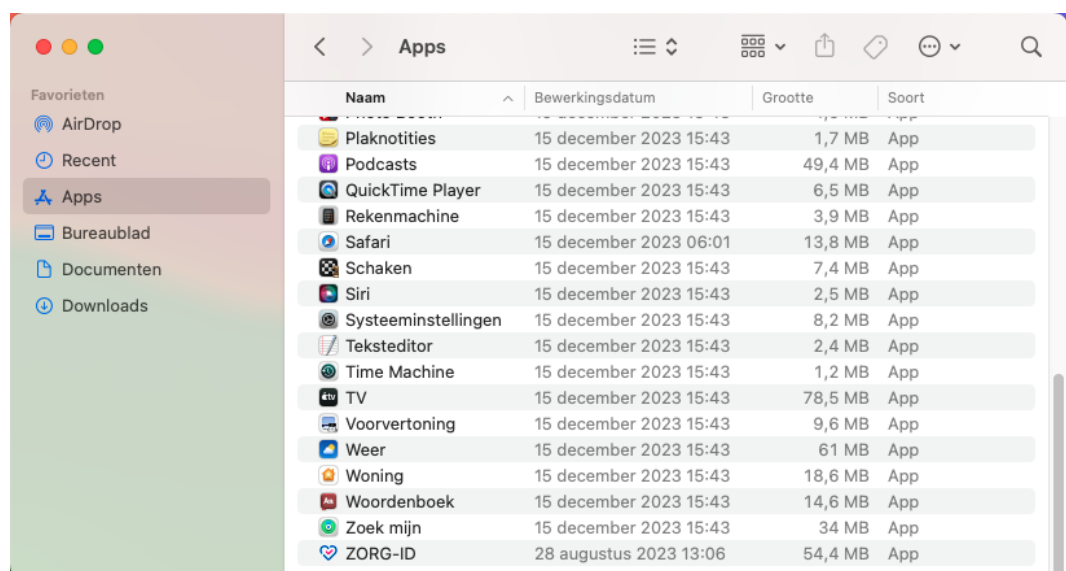 Apps
Favorieten
AirDrop
Recent
Apps
Bureaublad
Documenten
Downloads
Naam Bewerkingsdatum Grootte Soort
Plaknotities 15 december 2023 15:43 1,7 MB App
Podcasts 15 december 2023 15:43 49,4 MB App
QuickTime Player 15 december 2023 15:43 6,5 MB App
Rekenmachine 15 december 2023 15:43 3,9 MB App
Safari 15 december 2023 06:01 13,8 MB App
Schaken 15 december 2023 15:43 7,4 MB App
Siri 15 december 2023 15:43 2,5 MB App
Systeeminstellingen 15 december 2023 15:43 8,2 MB App
Teksteditor 15 december 2023 15:43 2,4 MB App
Time Machine 15 december 2023 15:43 1,2 MB App
TV 15 december 2023 15:43 78,5 MB App
Voorvertoning 15 december 2023 15:43 9,6 MB App
Weer 15 december 2023 15:43 61 MB App
Woning 15 december 2023 15:43 18,6 MB App
Woordenboek 15 december 2023 15:43 14,6 MB App
Zoek mijn 15 december 2023 15:43 34 MB App
ZORG-ID 28 augustus 2023 13:06 54,4 MB App